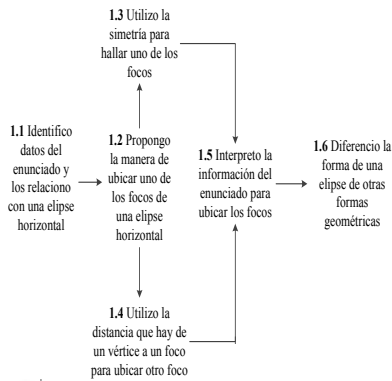 1.3 Utilizo la
simetría para
hallar uno de los
focos
1.1 Identifico
datos del
enunciado y
los relaciono
con una elipse
horizontal
1.2 Propongo
la manera de
ubicar uno de
los focos de
una elipse
horizontal
1.5 Interpreto la
información del
enunciado para
ubicar los focos
1.6 Diferencio la
forma de una
elipse de otras
formas
geométricas
1.4 Utilizo la
distancia que hay de
un vértice a un foco
para ubicar otro foco